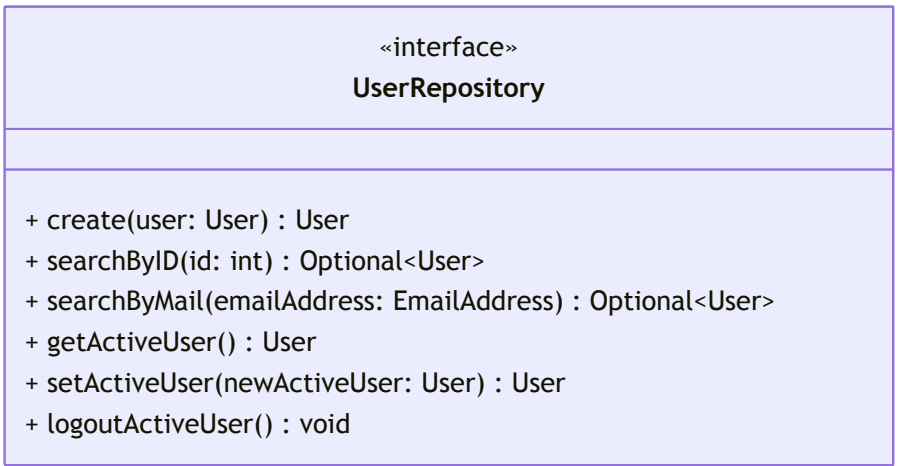 «interface»
UserRepository
+ create(user: User) : User
+ searchByID(id: int) : Optional<User>
+ searchByMail(emailAddress: EmailAddress) : Optional<User>
+ getActiveUser() : User
+ setActiveUser(newActiveUser: User) : User
+ logoutActiveUser() : void